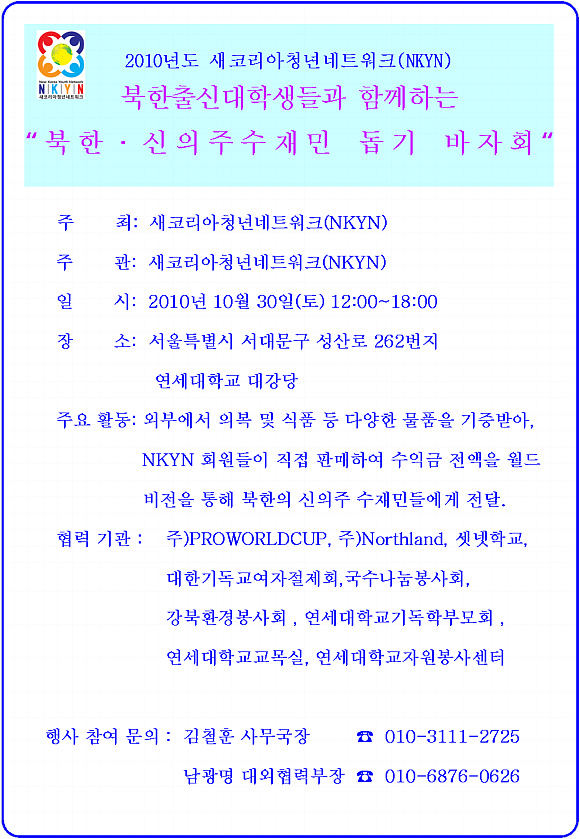 New Korea Youth Network
NKYN
새코리아청년네트워크
2010년도 새코리아청년네트워크(NKYN)
북한출신대학생들과 함께하는
“북한·신의주수재민 돕기 바자회“
주 최: 새코리아청년네트워크(NKYN)
주 관: 새코리아청년네트워크(NKYN)
일 시: 2010년 10월 30일(토) 12:00~18:00
장 소: 서울특별시 서대문구 성산로 262번지
연세대학교 대강당
주요 활동: 외부에서 의복 및 식품 등 다양한 물품을 기증받아,
NKYN 회원들이 직접 판매하여 수익금 전액을 월드
비전을 통해 북한의 신의주 수재민들에게 전달.
협력 기관 : 주)PROWORLDCUP, 주)Northland, 셋넷학교,
대한기독교여자절제회,국수나눔봉사회,
강북환경봉사회 , 연세대학교기독학부모회 ,
연세대학교교목실, 연세대학교자원봉사센터
행사 참여 문의 : 김철훈 사무국장 ☎ 010-3111-2725
남광명 대외협력부장 ☎ 010-6876-0626